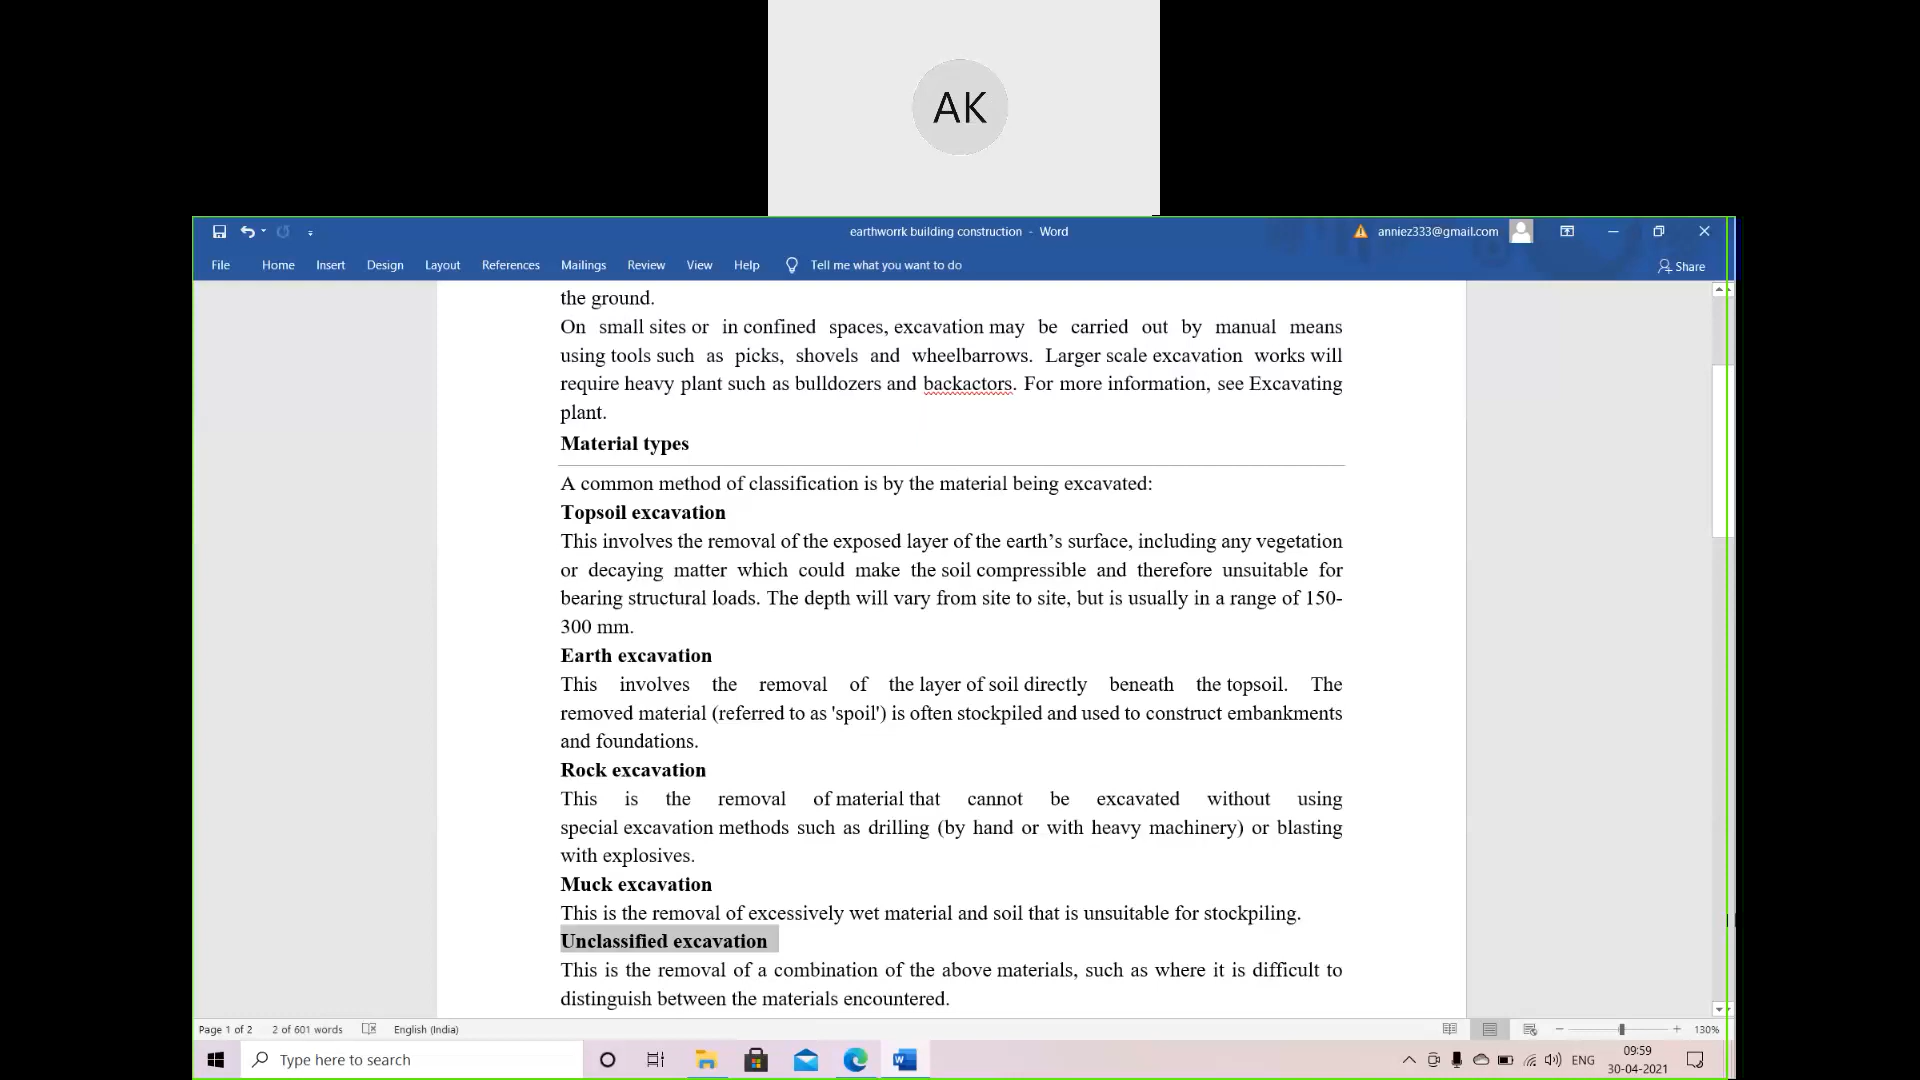 AK
earthworrk building construction - Word
anniez333@gmail.com
File Home Insert Design Layout References Mailings Review View Help Tell me what you want to do Share
the ground.
On small sites or in confined spaces, excavation may be carried out by manual means
using tools such as picks, shovels and wheelbarrows. Larger scale excavation works will
require heavy plant such as bulldozers and backactors. For more information, see Excavating
plant.
Material types
A common method of classification is by the material being excavated:
Topsoil excavation
This involves the removal of the exposed layer of the earth’s surface, including any vegetation
or decaying matter which could make the soil compressible and therefore unsuitable for
bearing structural loads. The depth will vary from site to site, but is usually in a range of 150-
300 mm.
Earth excavation
This involves the removal of the layer of soil directly beneath the topsoil. The
removed material (referred to as 'spoil') is often stockpiled and used to construct embankments
and foundations.
Rock excavation
This is the removal of material that cannot be excavated without using
special excavation methods such as drilling (by hand or with heavy machinery) or blasting
with explosives.
Muck excavation
This is the removal of excessively wet material and soil that is unsuitable for stockpiling.
Unclassified excavation
This is the removal of a combination of the above materials, such as where it is difficult to
distinguish between the materials encountered.
Page 1 of 2 2 of 601 words English (India) 130%
Type here to search
ENG
09:59
30-04-2021